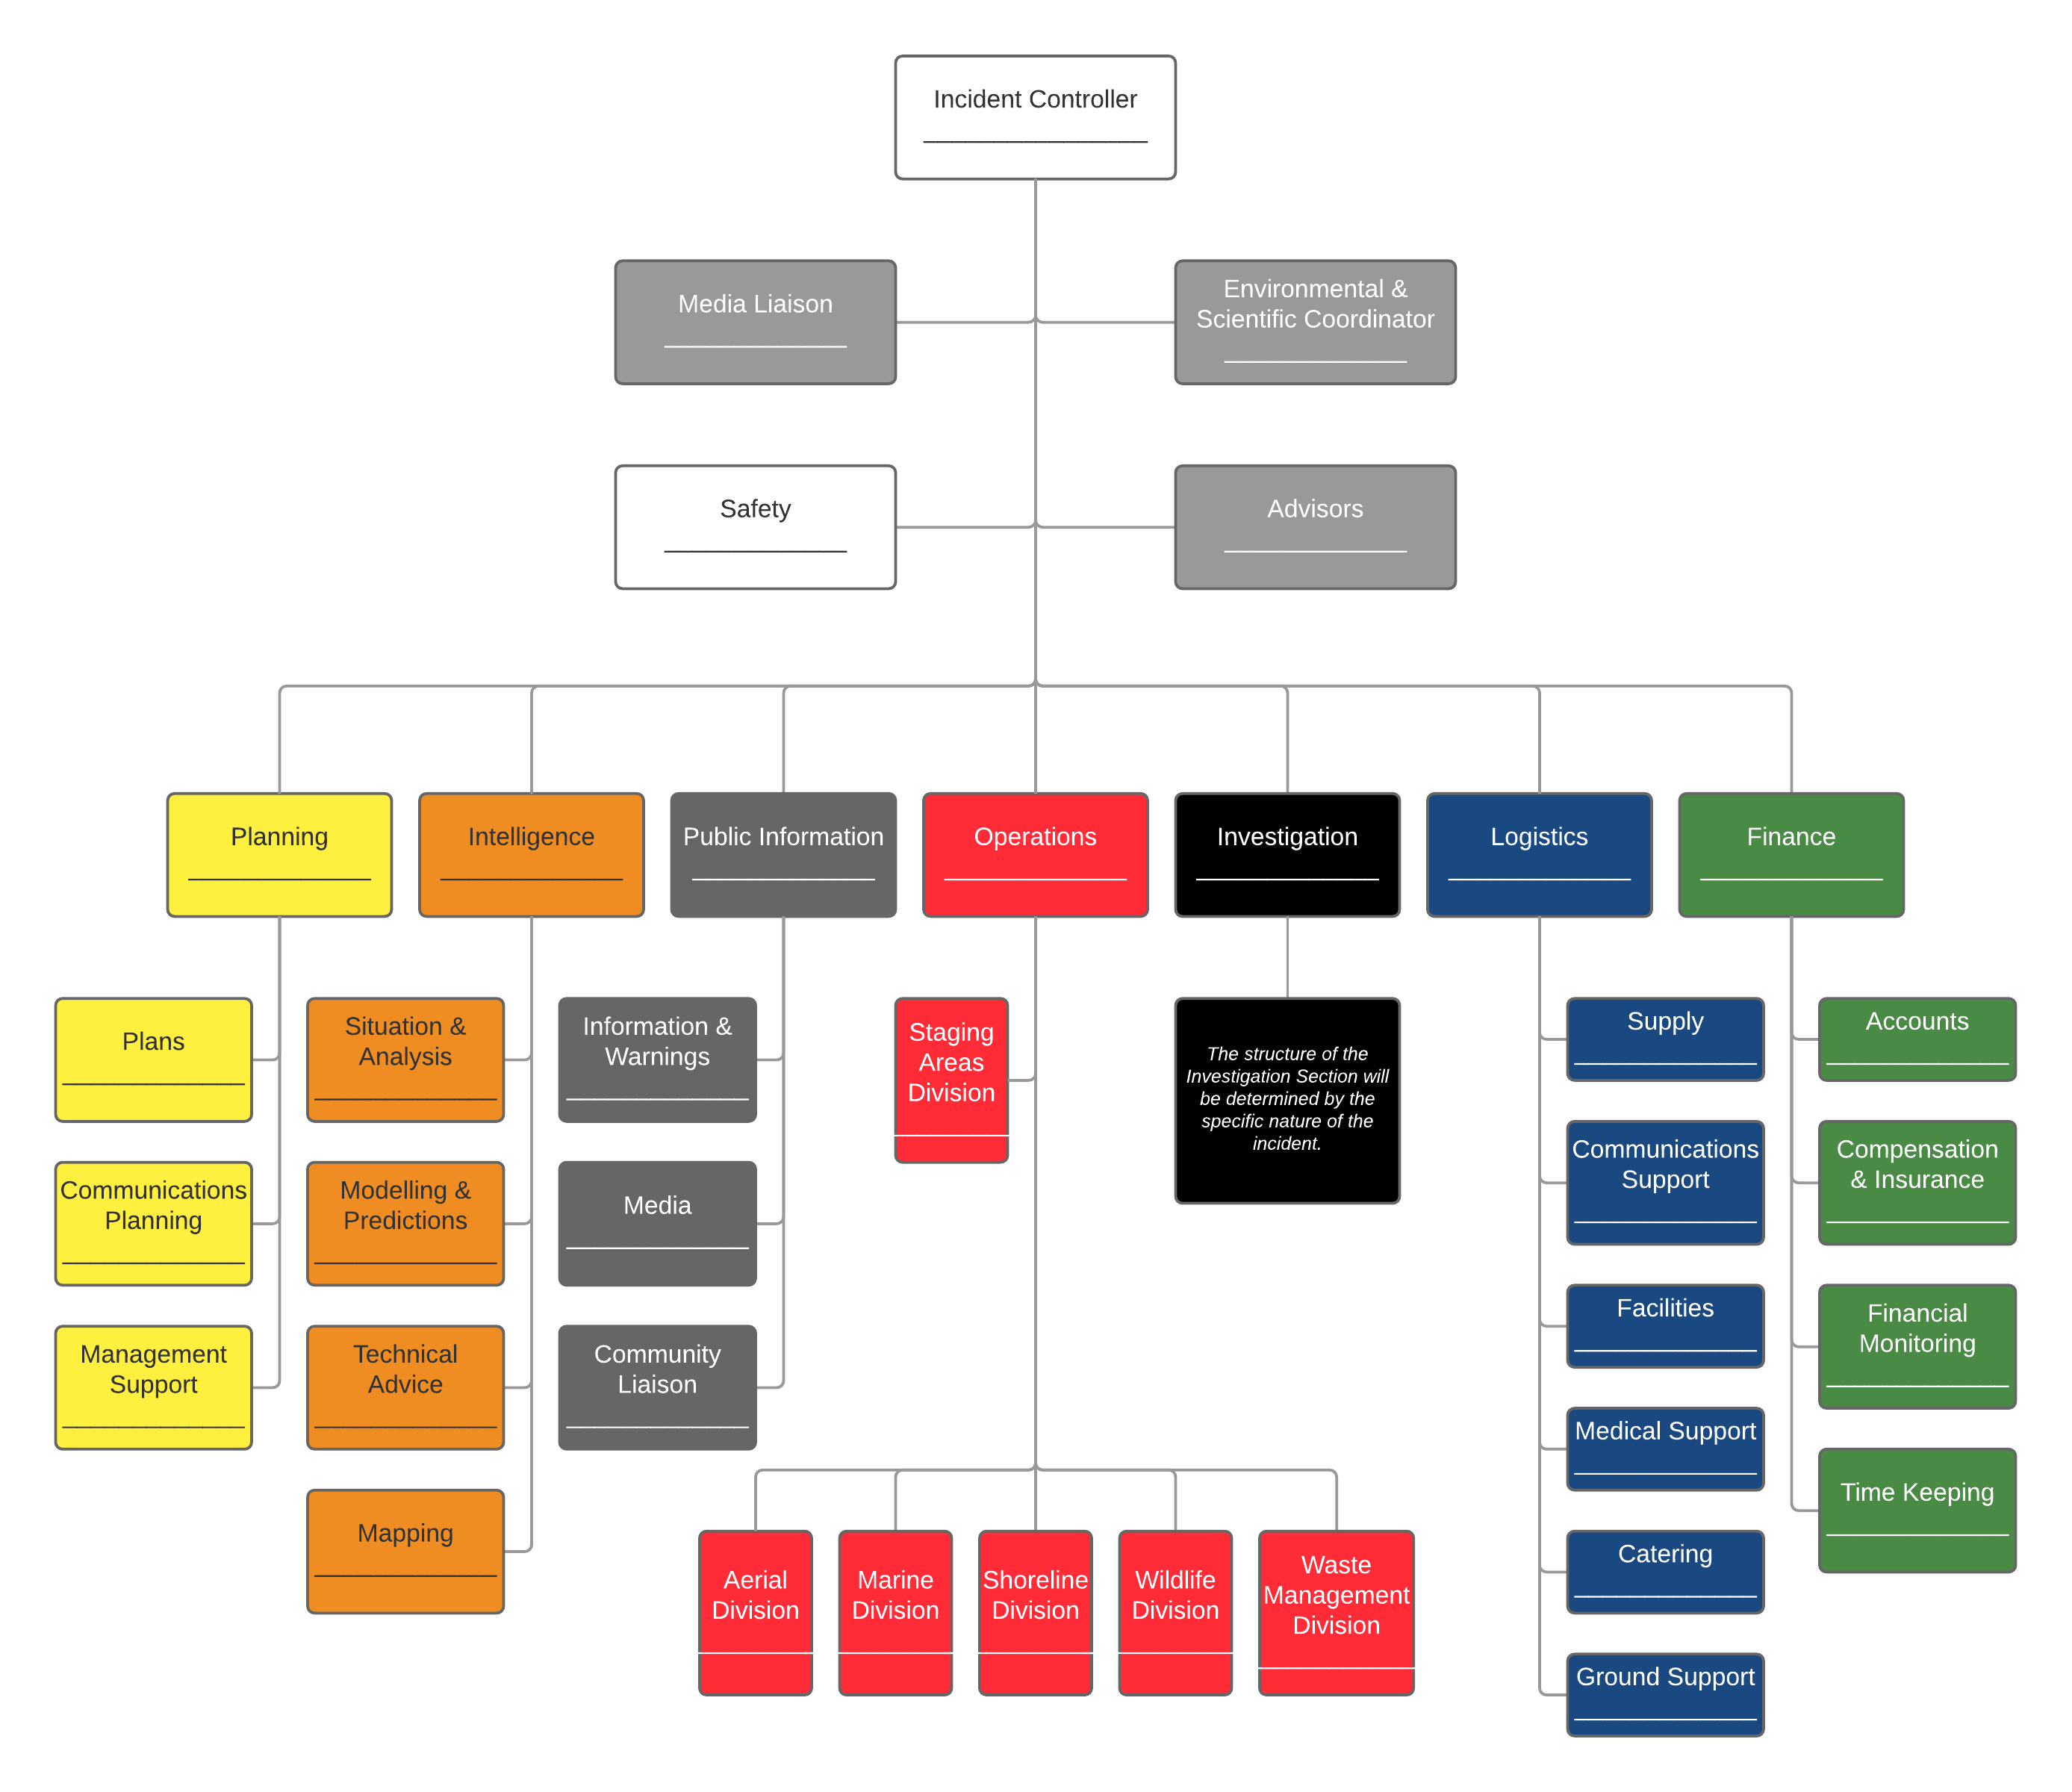 Incident Controller
Media Liaison
Environmental &
Scientific Coordinator
Safety
Advisors
Planning
Intelligence
Public Information
Operations
Investigation
Logistics
Finance
Plans
Communications
Planning
Management
Support
Situation &
Analysis
Modelling &
Predictions
Technical
Advice
Mapping
Information &
Warnings
Media
Community
Liaison
Staging
Areas
Division
Aerial
Division
Marine
Division
Shoreline
Division
Wildlife
Division
Waste
Management
Division
The structure of the
Investigation Section will
be determined by the
specific nature of the
incident.
Supply
Communications
Support
Facilities
Medical Support
Catering
Ground Support
Accounts
Compensation
& Insurance
Financial
Monitoring
Time Keeping